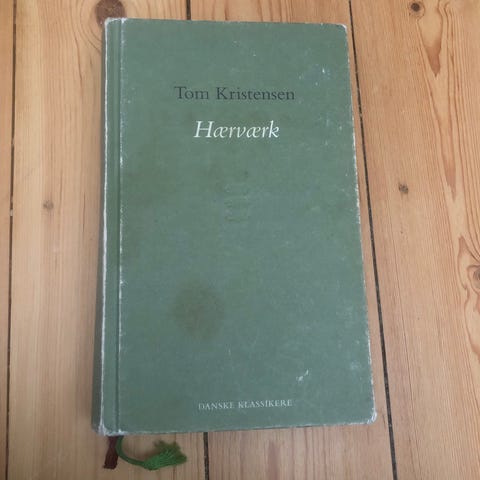 Tom Kristensen
Hærværk
DANSKE KLASSIKERE